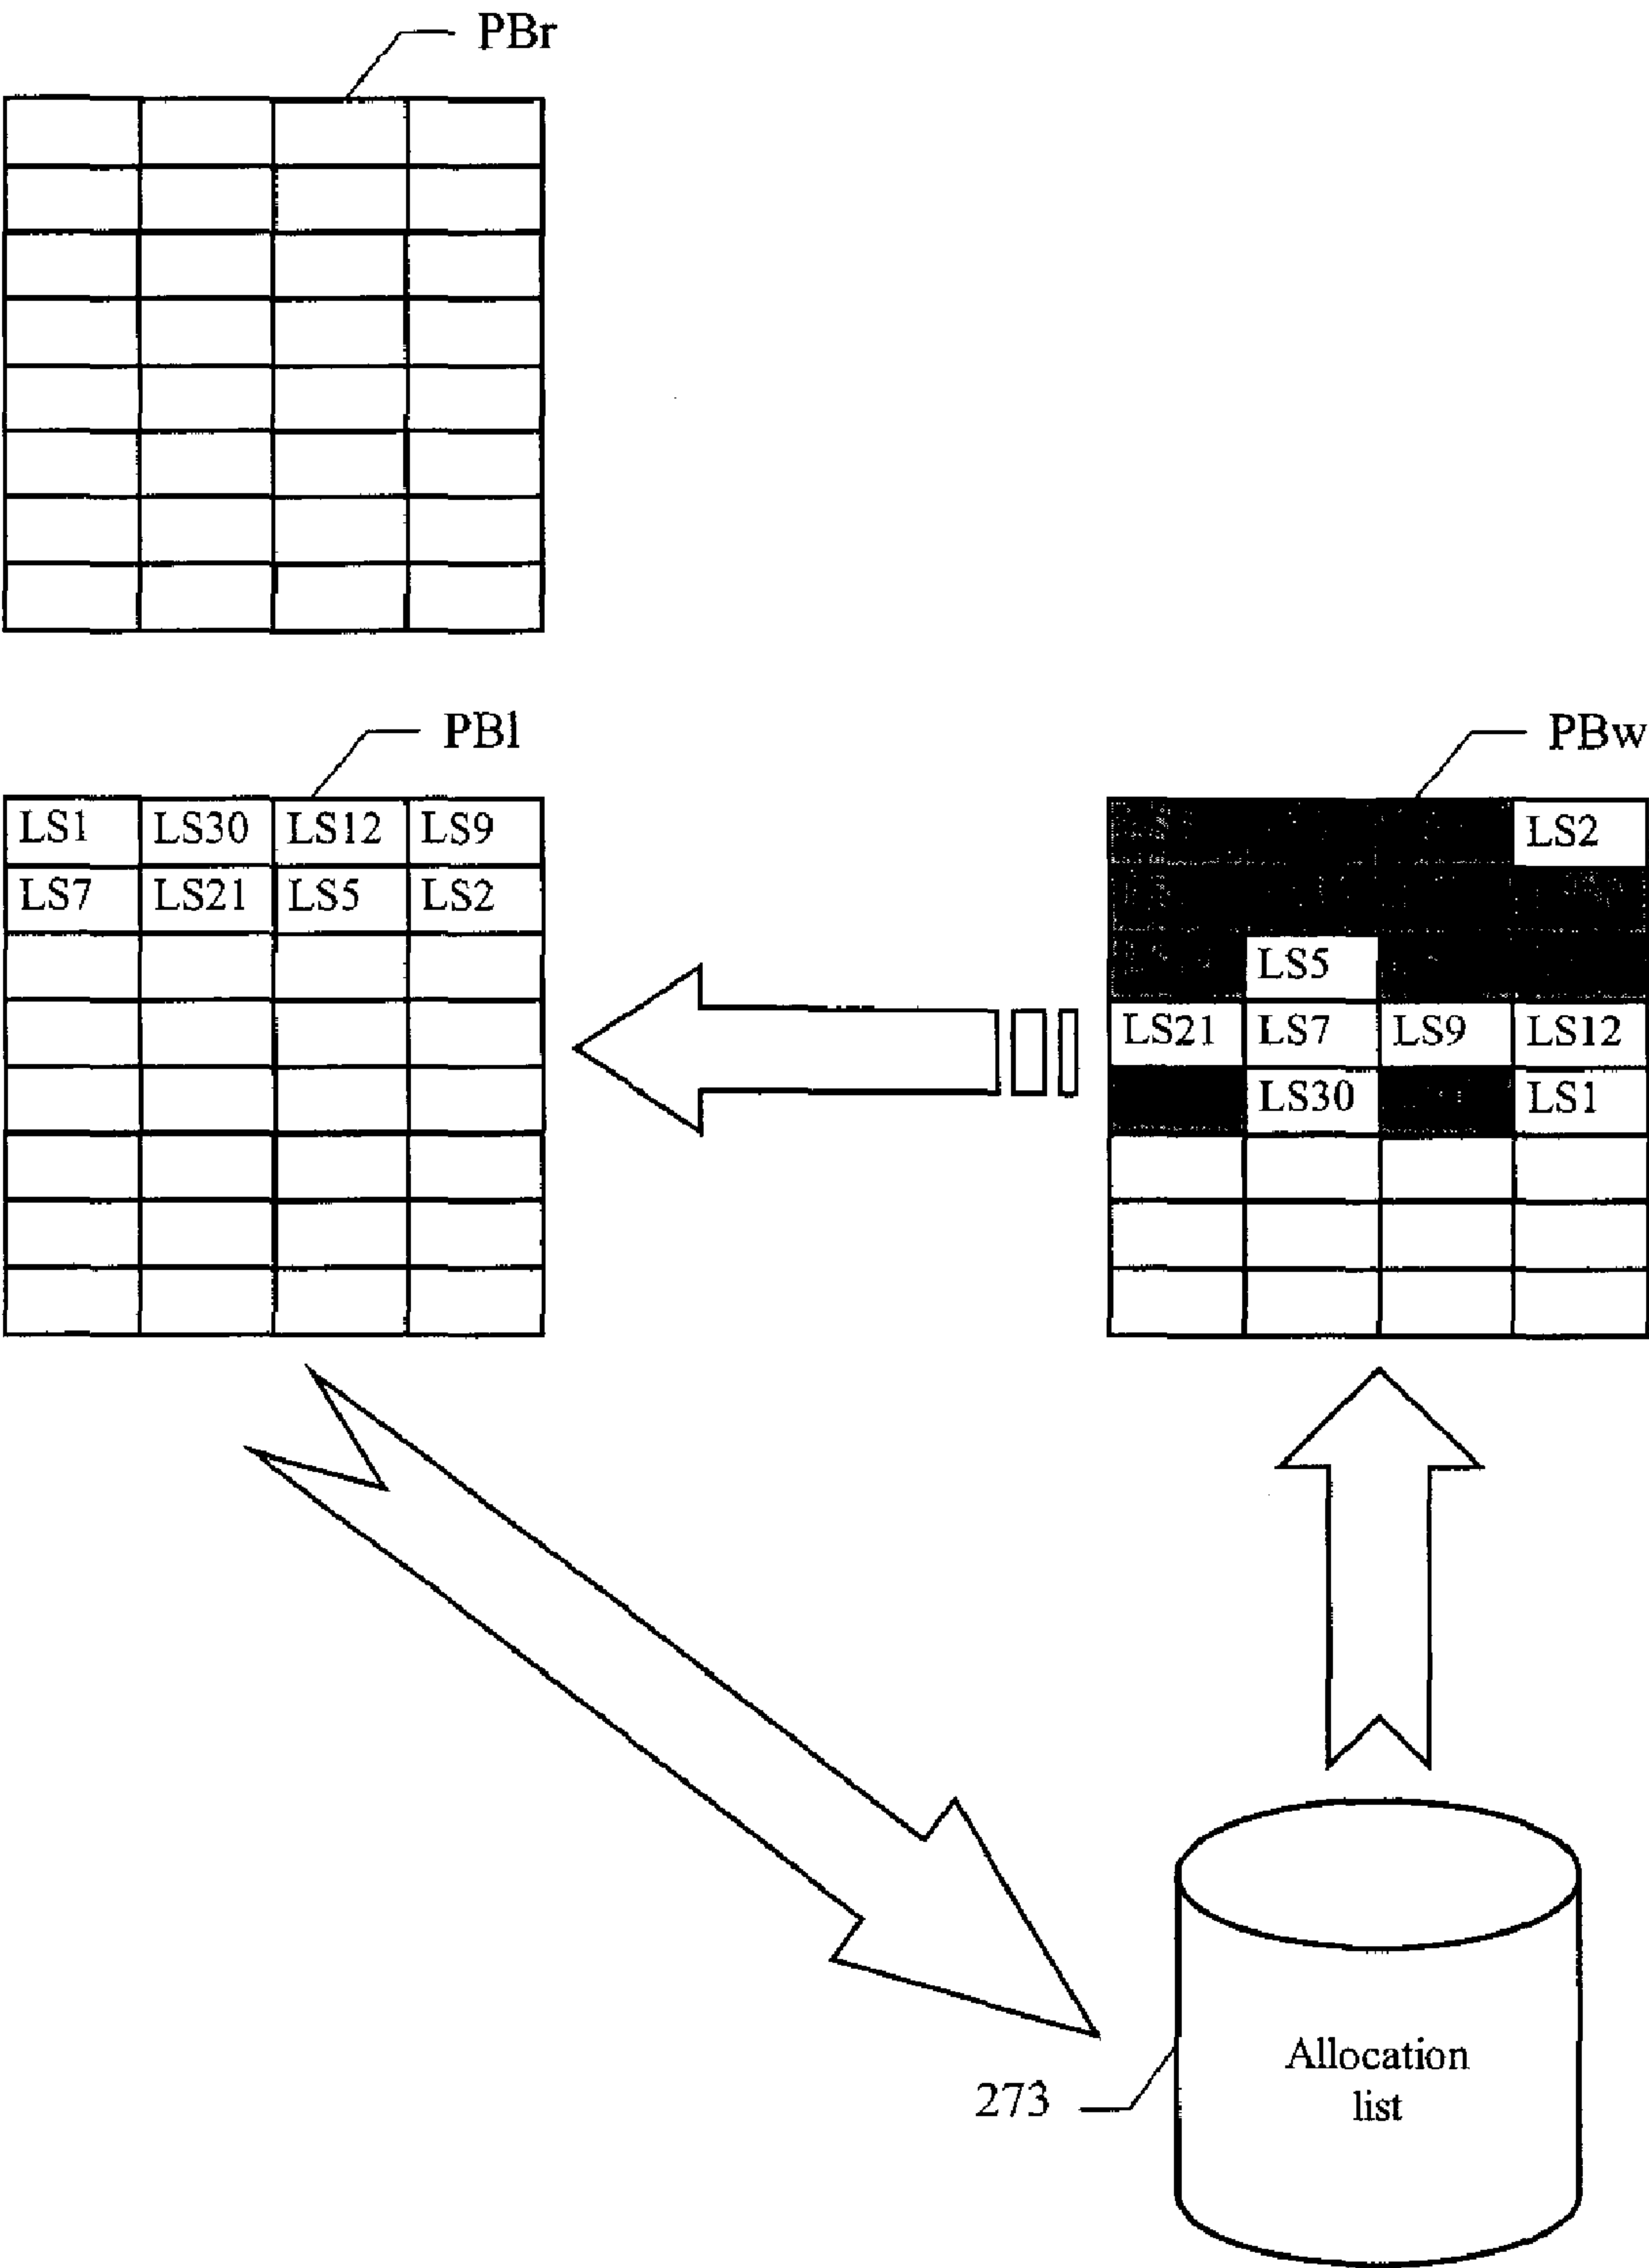 PBr
PBl
LS1 LS30 LS12 LS9
LS7 LS21 LS5 LS2
PBw
LS2
LS5
LS21 LS7 LS9 LS12
LS30 LS1
273
Allocation
list